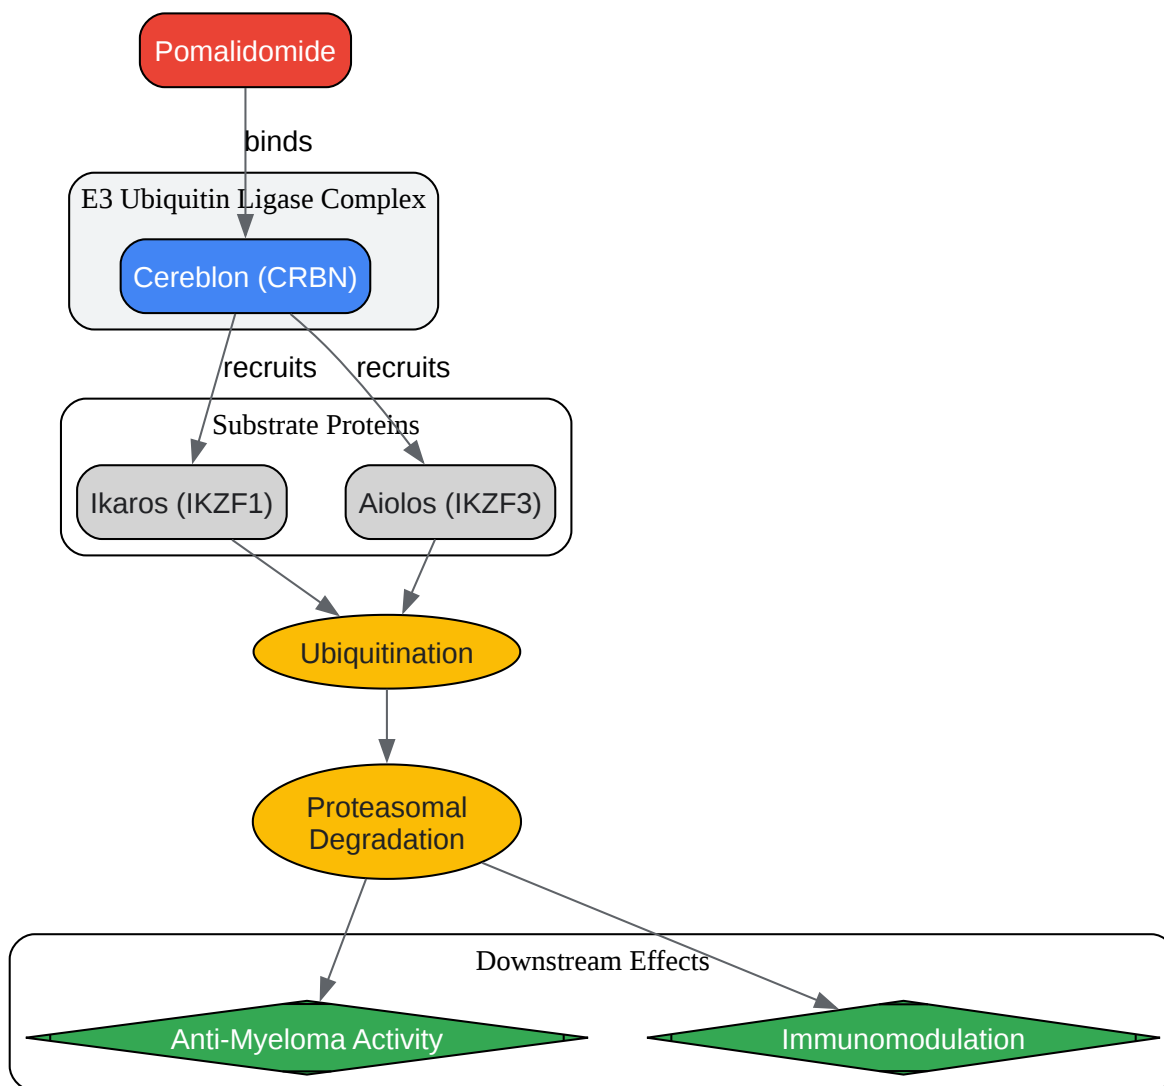 Pomalidomide
binds
E3 Ubiquitin Ligase Complex
Cereblon (CRBN)
recruits
recruits
Substrate Proteins
Ikaros (IKZF1)
Aiolos (IKZF3)
Ubiquitination
Proteasomal
Degradation
Downstream Effects
Anti-Myeloma Activity
Immunomodulation